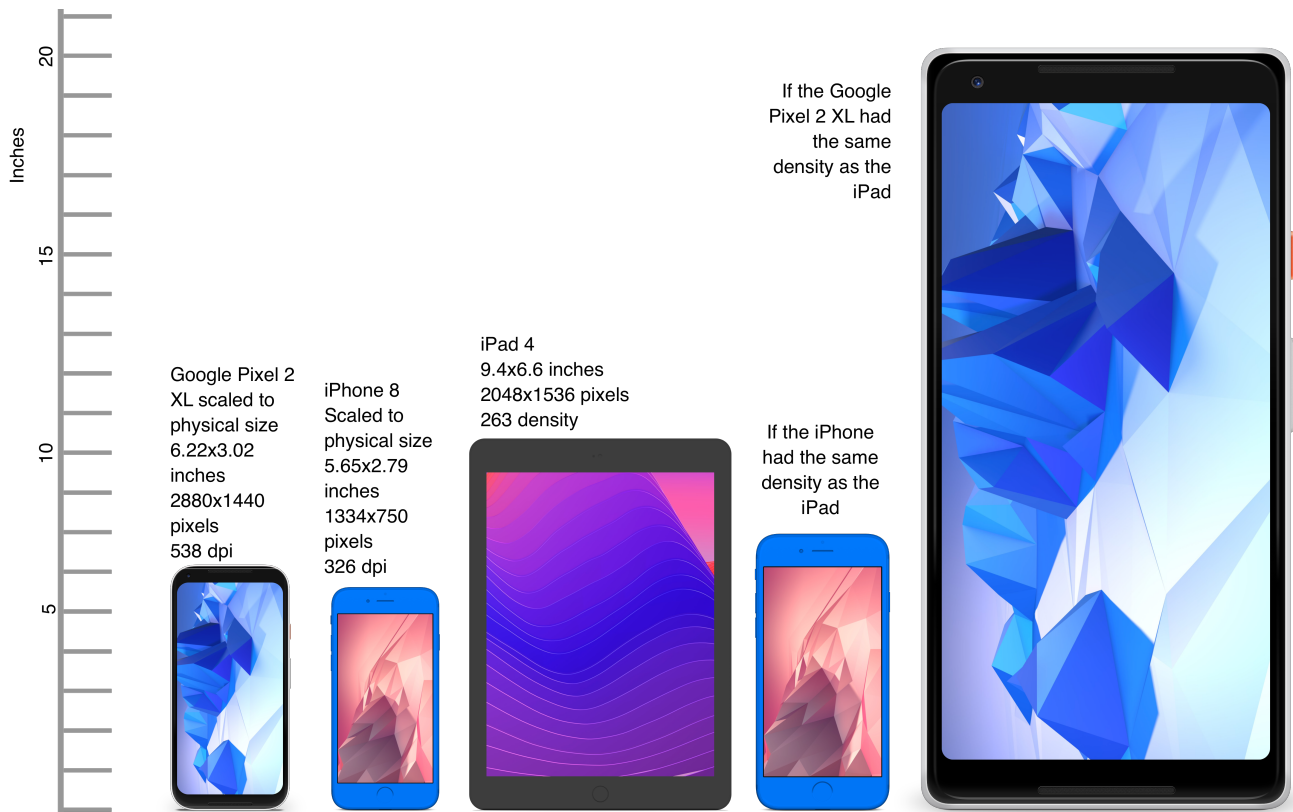 20
Inches
15
10
5
Google Pixel 2
XL scaled to
physical size
6.22x3.02
inches
2880x1440
pixels
538 dpi
iPhone 8
Scaled to
physical size
5.65x2.79
inches
1334x750
pixels
326 dpi
iPad 4
9.4x6.6 inches
2048x1536 pixels
263 density
If the iPhone
had the same
density as the
iPad
If the Google
Pixel 2 XL had
the same
density as the
iPad